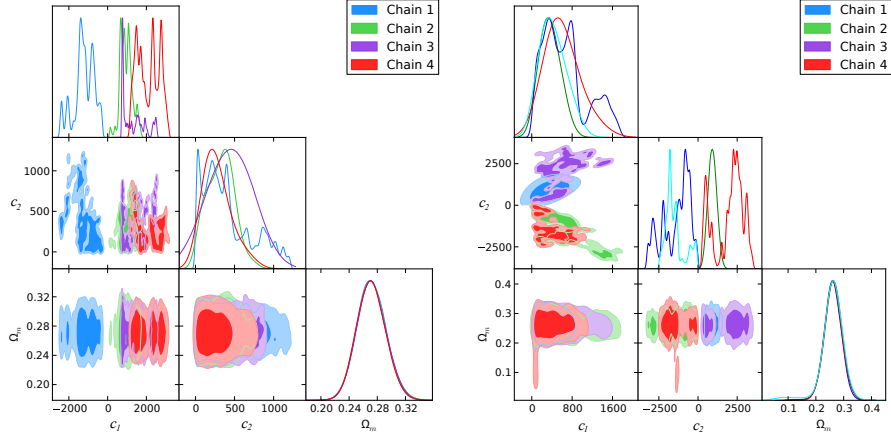 Chain 1
Chain 2
Chain 3
Chain 4
c₂
1000
500
0
Ωₘ
0.32
0.28
0.24
0.20
−2000 0 2000
c₁
0 500 1000
c₂
0.20 0.24 0.28 0.32
Ωₘ
Chain 1
Chain 2
Chain 3
Chain 4
c₂
2500
0
−2500
Ωₘ
0.4
0.3
0.2
0.1
0 800 1600
c₁
−2500 0 2500
c₂
0.1 0.2 0.3 0.4
Ωₘ